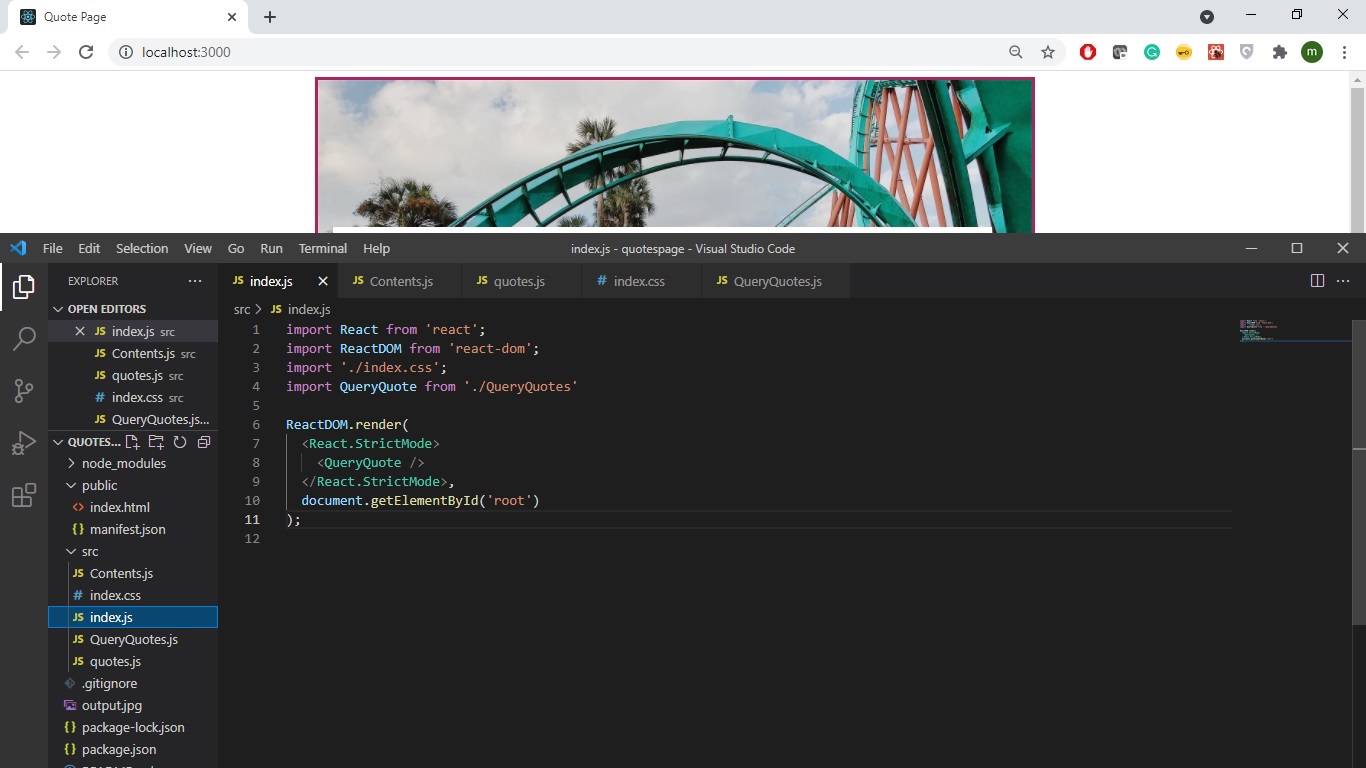 Quote Page
localhost:3000
m
File Edit Selection View Go Run Terminal Help
index.js - quotespage - Visual Studio Code
EXPLORER
JS index.js JS Contents.js JS quotes.js # index.css JS QueryQuotes.js
OPEN EDITORS
src > JS index.js
JS index.js src
JS Contents.js src
JS quotes.js src
# index.css src
JS QueryQuotes.js...
QUOTES...
node_modules
public
<> index.html
{} manifest.json
src
JS Contents.js
# index.css
JS index.js
JS QueryQuotes.js
JS quotes.js
.gitignore
output.jpg
{} package-lock.json
{} package.json
1 import React from 'react';
2 import ReactDOM from 'react-dom';
3 import './index.css';
4 import QueryQuote from './QueryQuotes'
5
6 ReactDOM.render(
7 <React.StrictMode>
8 <QueryQuote />
9 </React.StrictMode>,
10 document.getElementById('root')
11 );
12